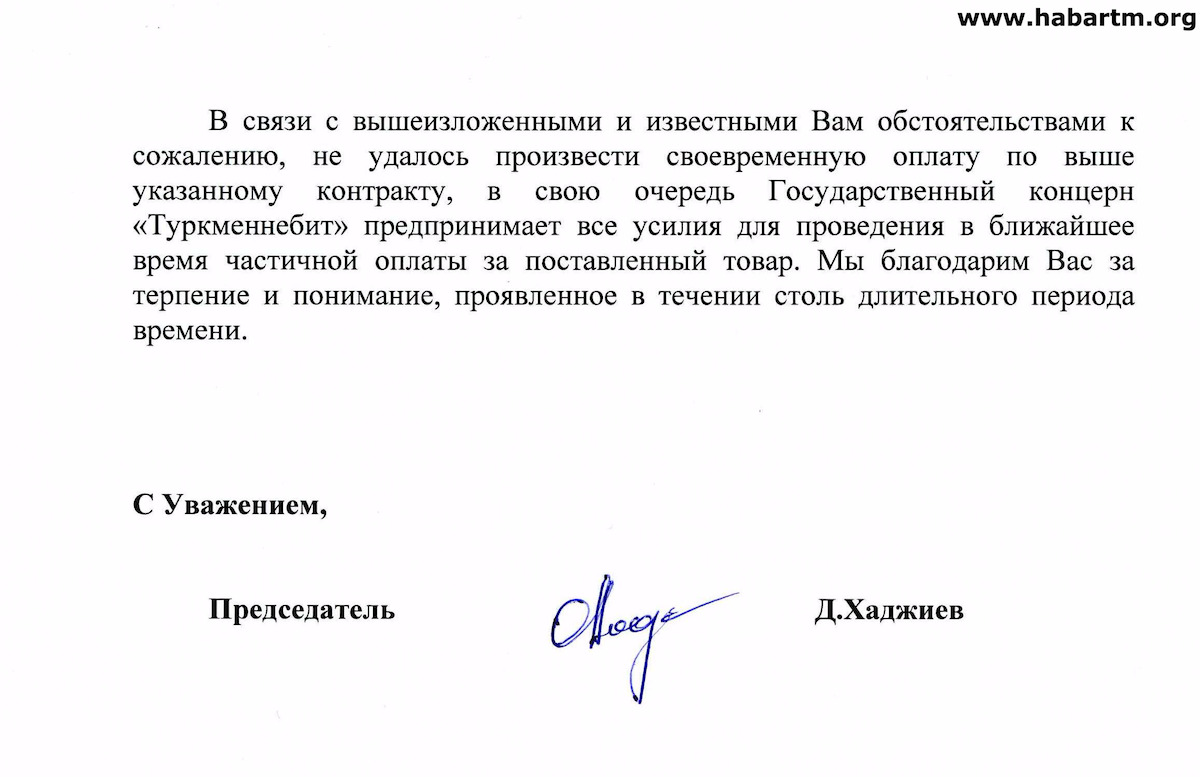 www.habartm.org
В связи с вышеизложенными и известными Вам обстоятельствами к
сожалению, не удалось произвести своевременную оплату по выше
указанному контракту, в свою очередь Государственный концерн
«Туркменнебит» предпринимает все усилия для проведения в ближайшее
время частичной оплаты за поставленный товар. Мы благодарим Вас за
терпение и понимание, проявленное в течении столь длительного периода
времени.
С Уважением,
Председатель Д.Хаджиев